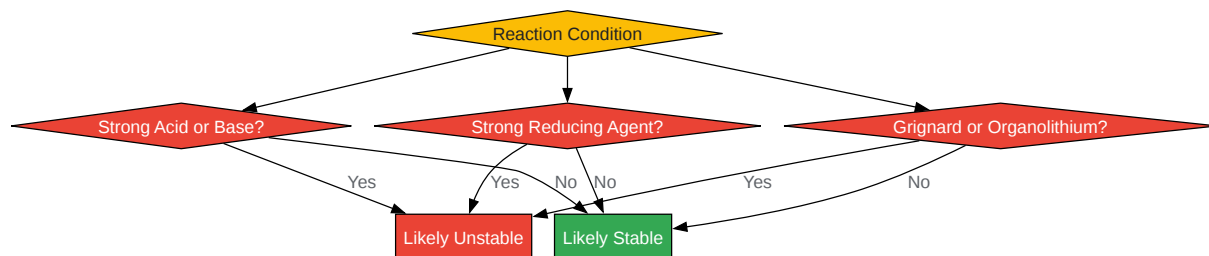 Reaction Condition
Strong Acid or Base?
Strong Reducing Agent?
Grignard or Organolithium?
Yes
Yes
No
No
Yes
No
Likely Unstable
Likely Stable